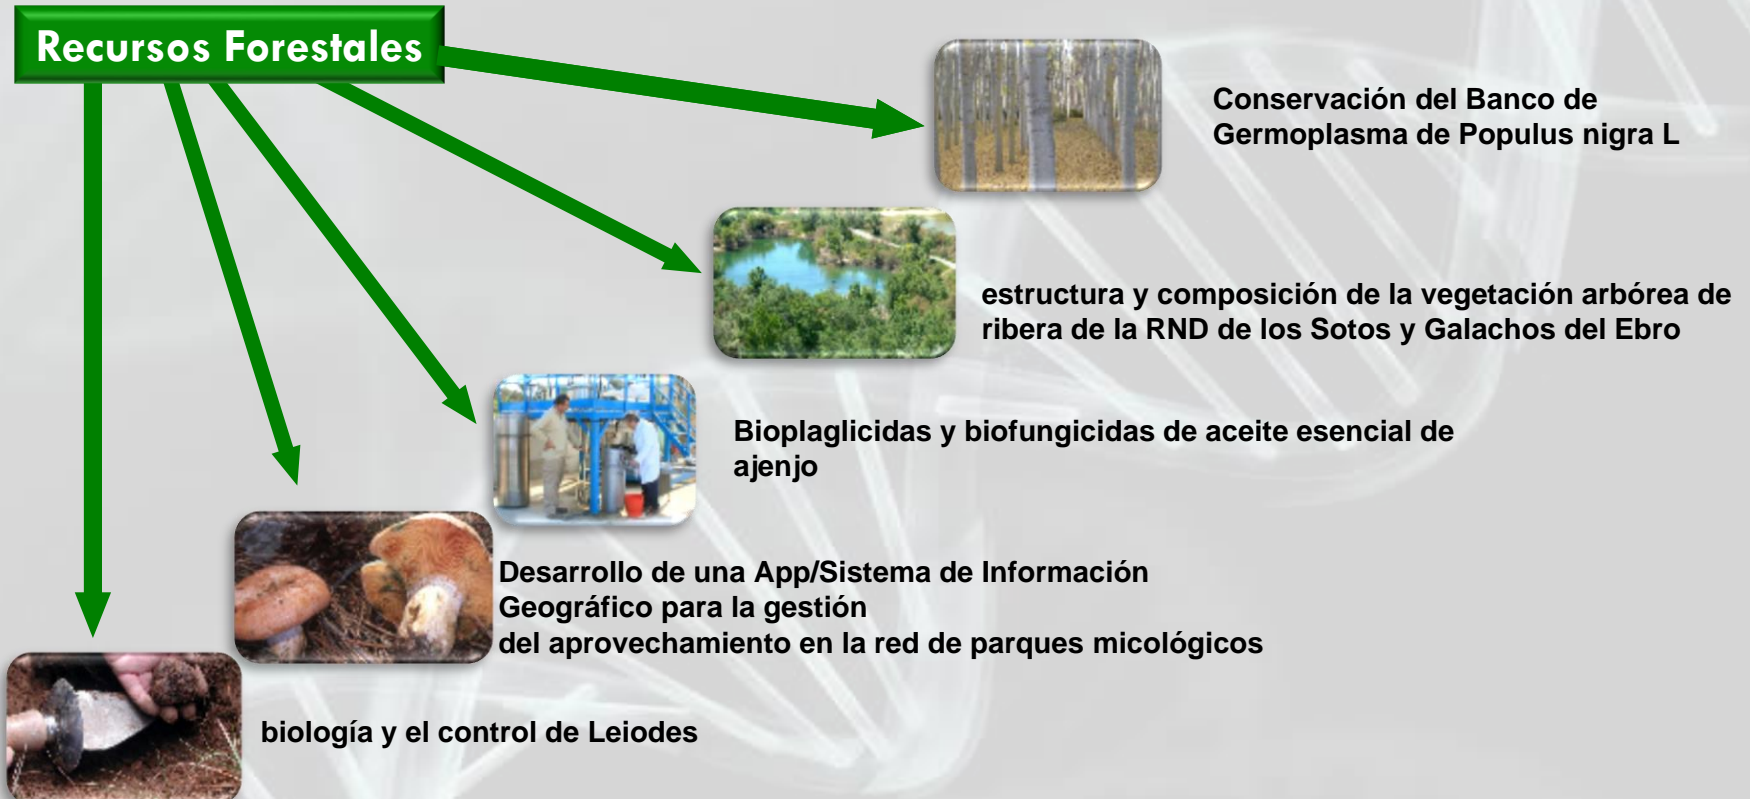 Recursos Forestales
Conservación del Banco de
Germoplasma de Populus nigra L
estructura y composición de la vegetación arbórea de
ribera de la RND de los Sotos y Galachos del Ebro
Bioplaglicidas y biofungicidas de aceite esencial de
ajenjo
Desarrollo de una App/Sistema de Información
Geográfico para la gestión
del aprovechamiento en la red de parques micológicos
biología y el control de Leiodes